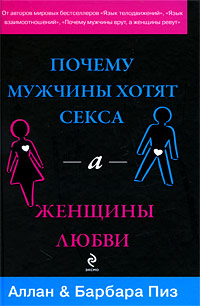 От авторов мировых бестселлеров «Язык телодвижений», «Язык
взаимоотношений», «Почему мужчины врут, а женщины ревут»
ПОЧЕМУ
МУЖЧИНЫ ХОТЯТ
СЕКСА
а
ЖЕНЩИНЫ
ЛЮБВИ
ЭКСМО
Аллан & Барбара Пиз